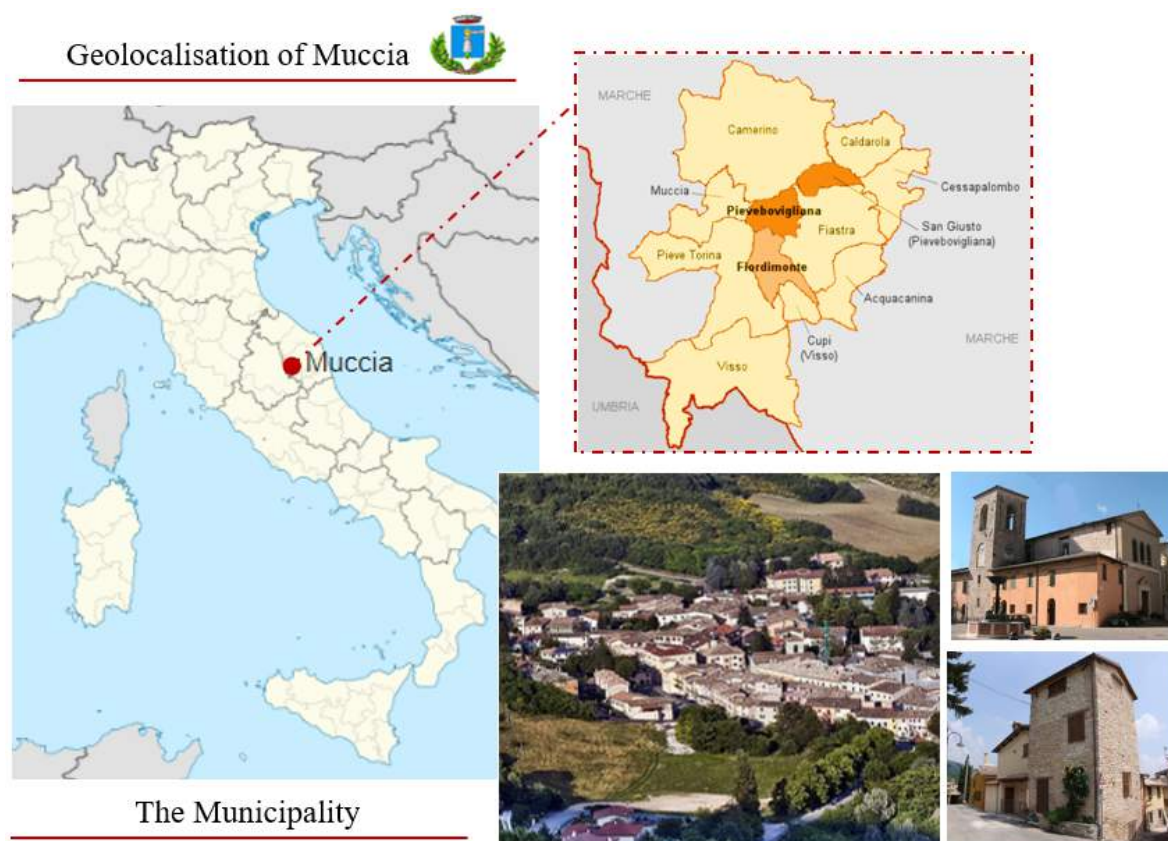 Geolocalisation of Muccia
Muccia
MARCHE
Camerino
Caldarola
Muccia
Cessapalombo
Pievebovigliana
San Giusto
(Pievebovigliana)
Fiastra
Pieve Torina
Fiordimonte
Acquacanina
Cupi
(Visso)
MARCHE
Visso
UMBRIA
The Municipality